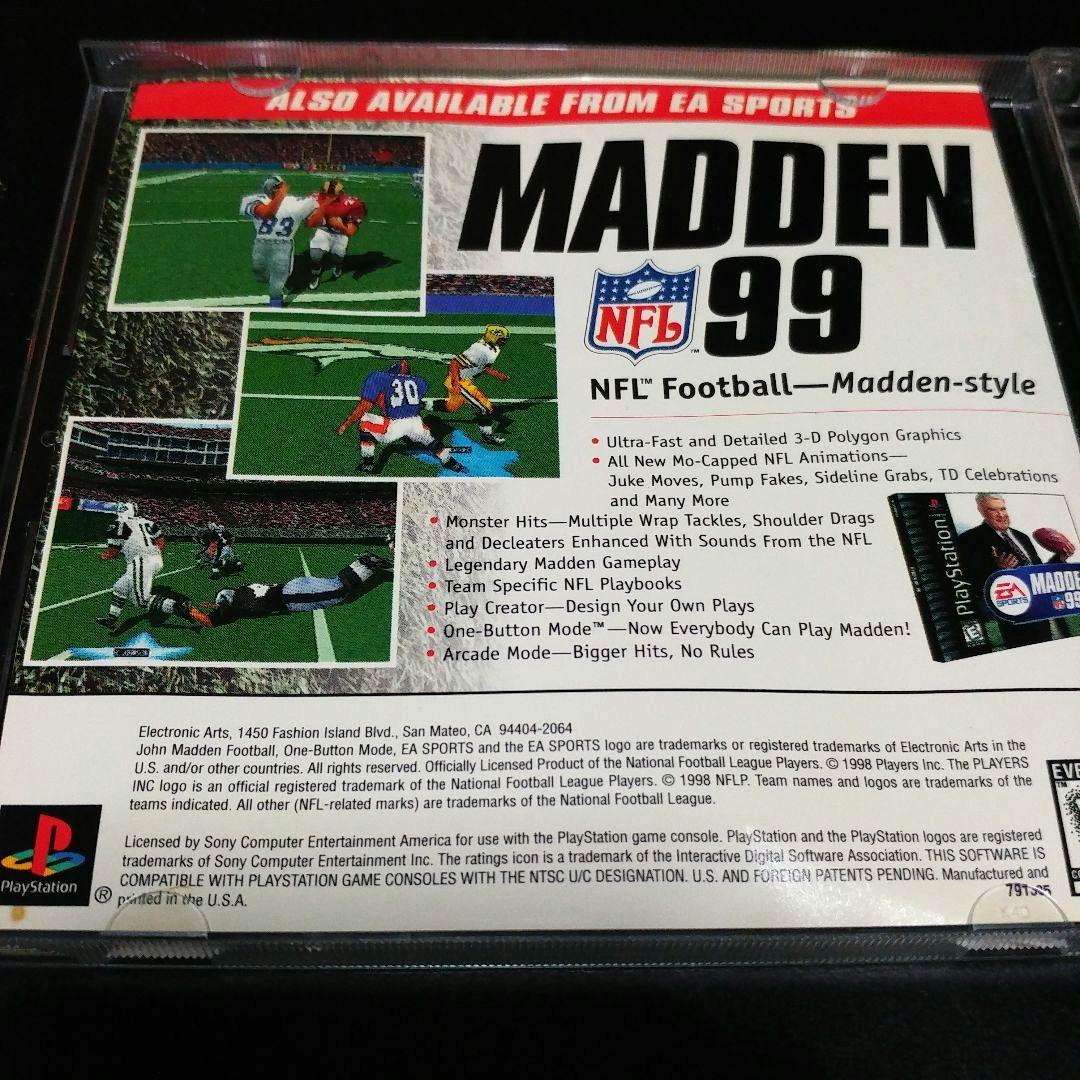 ALSO AVAILABLE FROM EA SPORTS™
MADDEN
NFL™ 99
NFL™ Football—Madden-style
• Ultra-Fast and Detailed 3-D Polygon Graphics
• All New Mo-Capped NFL Animations—
Juke Moves, Pump Fakes, Sideline Grabs, TD Celebrations
and Many More
• Monster Hits—Multiple Wrap Tackles, Shoulder Drags
and Decleaters Enhanced With Sounds From the NFL
• Legendary Madden Gameplay
• Team Specific NFL Playbooks
• Play Creator—Design Your Own Plays
• One-Button Mode™—Now Everybody Can Play Madden!
• Arcade Mode—Bigger Hits, No Rules
83
30
PlayStation
EA SPORTS
MADDEN
99
Electronic Arts, 1450 Fashion Island Blvd., San Mateo, CA 94404-2064
John Madden Football, One-Button Mode, EA SPORTS and the EA SPORTS logo are trademarks or registered trademarks of Electronic Arts in the
U.S. and/or other countries. All rights reserved. Officially Licensed Product of the National Football League Players. © 1998 Players Inc. The PLAYERS
INC logo is an official registered trademark of the National Football League Players. © 1998 NFLP. Team names and logos are trademarks of the
teams indicated. All other (NFL-related marks) are trademarks of the National Football League.
Licensed by Sony Computer Entertainment America for use with the PlayStation game console. PlayStation and the PlayStation logos are registered
trademarks of Sony Computer Entertainment Inc. The ratings icon is a trademark of the Interactive Digital Software Association. THIS SOFTWARE IS
COMPATIBLE WITH PLAYSTATION GAME CONSOLES WITH THE NTSC U/C DESIGNATION. U.S. AND FOREIGN PATENTS PENDING. Manufactured and
printed in the U.S.A.
PlayStation ®